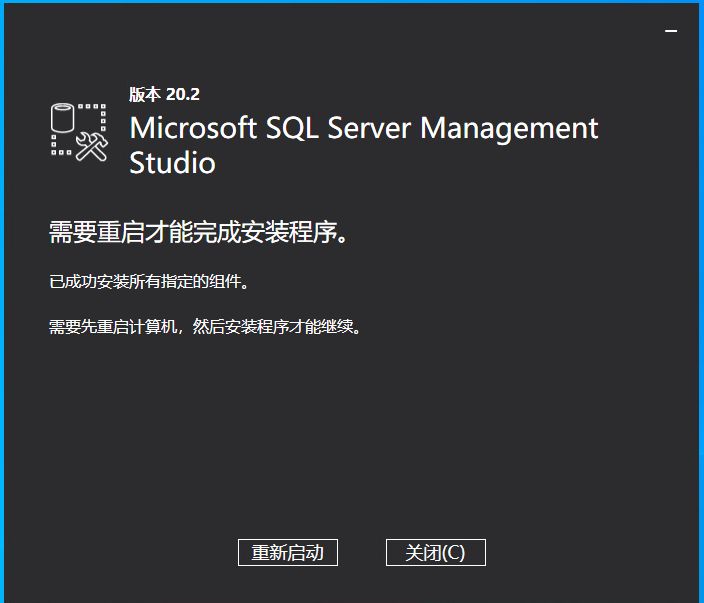 版本 20.2
Microsoft SQL Server Management
Studio
需要重启才能完成安装程序。
已成功安装所有指定的组件。
需要先重启计算机，然后安装程序才能继续。
重新启动
关闭(C)